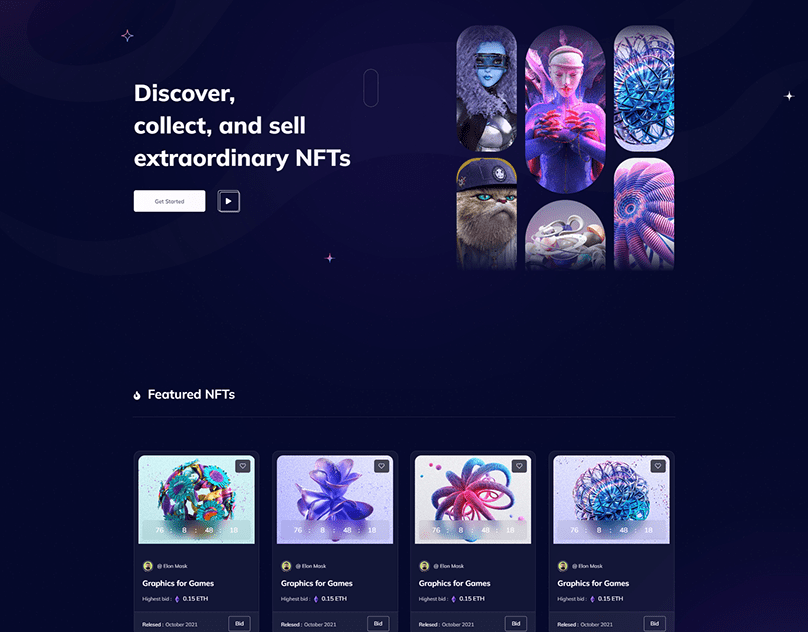 Discover,
collect, and sell
extraordinary NFTs
Get Started
Featured NFTs
76 : 8 : 48 : 18
76 : 8 : 48 : 18
76 : 8 : 48 : 18
76 : 8 : 48 : 18
@ Elon Mask
@ Elon Mask
@ Elon Mask
@ Elon Mask
Graphics for Games
Graphics for Games
Graphics for Games
Graphics for Games
Highest bid : 0.15 ETH
Highest bid : 0.15 ETH
Highest bid : 0.15 ETH
Highest bid : 0.15 ETH
Relesed : October 2021 Bid
Relesed : October 2021 Bid
Relesed : October 2021 Bid
Relesed : October 2021 Bid